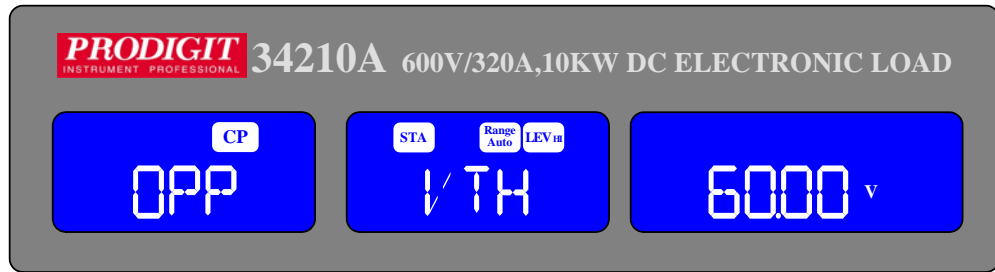 PRODIGIT
INSTRUMENT PROFESSIONAL
34210A 600V/320A,10KW DC ELECTRONIC LOAD
CP
OPP
STA
Range
Auto
LEV HI
VTH
60.00 V